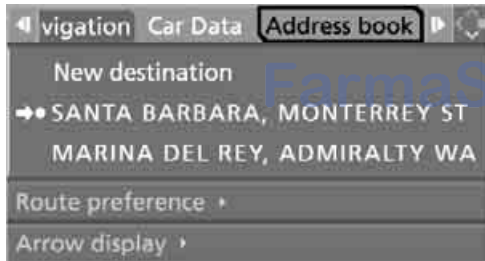 vigation Car Data Address book
New destination
SANTA BARBARA, MONTERREY ST
MARINA DEL REY, ADMIRALTY WA
Route preference
Arrow display
FarmaS